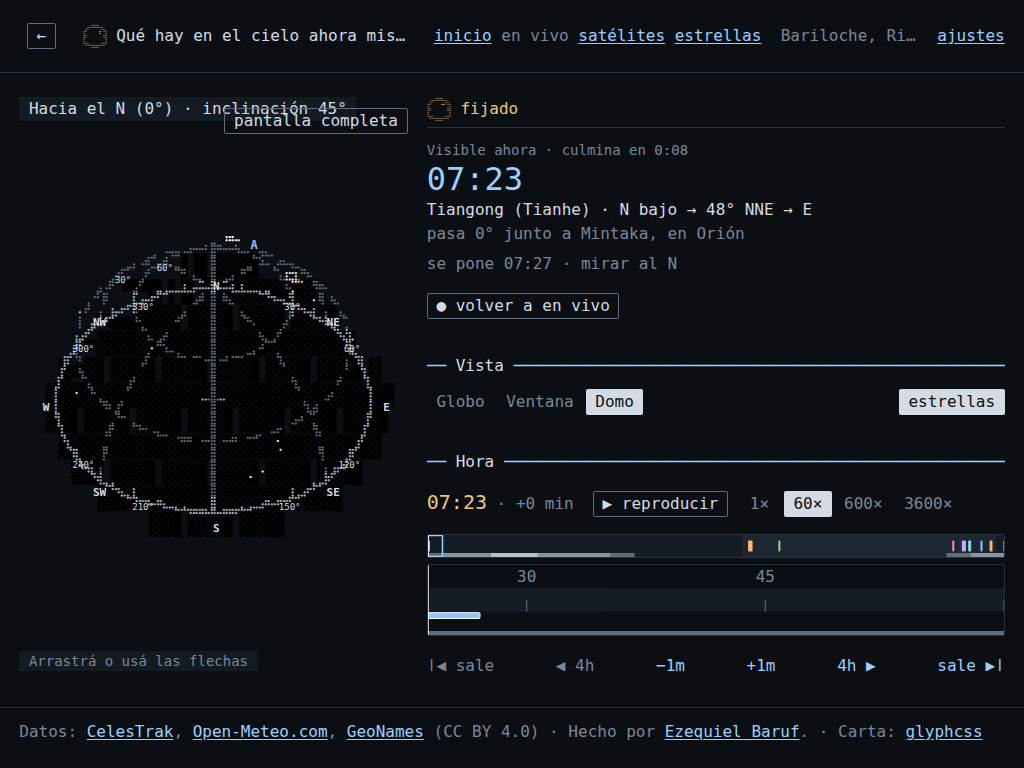 ← Qué hay en el cielo ahora mis… inicio en vivo satélites estrellas Bariloche, Ri… ajustes
Hacia el N (0°) · inclinación 45°
pantalla completa
A
60°
30°
N
330°
30°
NW
NE
300°
60°
W
E
240°
120°
SW
SE
210°
150°
S
Arrastrá o usá las flechas
fijado
Visible ahora · culmina en 0:08
07:23
Tiangong (Tianhe) · N bajo → 48° NNE → E
pasa 0° junto a Mintaka, en Orión
se pone 07:27 · mirar al N
● volver a en vivo
Vista
Globo Ventana Domo estrellas
Hora
07:23 · +0 min ▶ reproducir 1× 60× 600× 3600×
30 45
|◀ sale ◀ 4h −1m +1m 4h ▶ sale ▶|
Datos: CelesTrak, Open-Meteo.com, GeoNames (CC BY 4.0) · Hecho por Ezequiel Baruf. · Carta: glyphcss